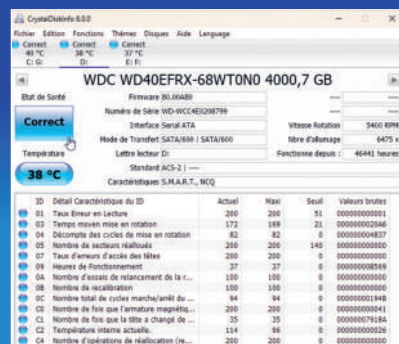 CrystalDiskInfo 8.0.0
Fichier Edition Fonctions Thèmes Disques Aide Language
Correct Correct Correct
40 °C 38 °C 37 °C
C: G: D: E: F:
WDC WD40EFRX-68WT0N0 4000,7 GB
Etat de Santé Firmware 80.00A80 ---- ----
Correct Numéro de Série WD-WCC4E0208799 ---- ----
Interface Serial ATA Vitesse Rotation 5400 RPM
Mode de Transfert SATA/600 | SATA/600 Nbre d'allumage 6475 x
Température Lettre lecteur D: Fonctionne depuis : 46441 heures
38 °C Standard ACS-2 | ----
Caractéristiques S.M.A.R.T., NCQ
ID Détail Caractéristique du ID Actuel Maxi Seuil Valeurs brutes
01 Taux Erreur en Lecture 200 200 51 000000000001
03 Temps moyen mise en rotation 172 169 21 0000000020A6
04 Décompte des cycles de mise en rotation 82 82 0 000000004837
05 Nombre de secteurs réalloués 200 200 140 000000000000
07 Taux d'erreurs d'accès des têtes 200 200 0 000000000000
09 Heures de Fonctionnement 37 37 0 00000000B569
0A Nombre d'essais de relancement de la r... 100 100 0 000000000000
0B Nombre de recalibration 100 100 0 000000000000
0C Nombre total de cycles marche/arrêt du ... 94 94 0 00000000194B
C0 Nombre de fois que l'armature magnétiq... 200 200 0 000000000041
C1 Nombre de fois que la tête a changé de ... 35 35 0 00000007918A
C2 Température interne actuelle. 114 96 0 000000000026
C4 Nombre d'opérations de réallocation (re... 200 200 0 000000000000